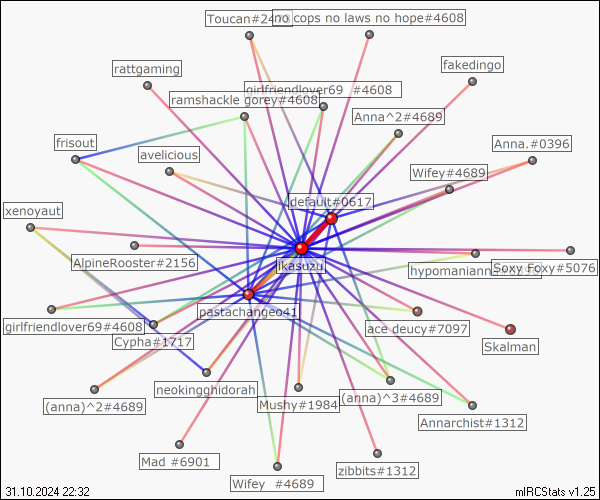 Toucan#24
no cops no laws no hope#4608
rattgaming
fakedingo
girlfriendlover69 #4608
ramshackle gorey#4608
Anna^2#4689
frisout
avelicious
Anna.#0396
Wifey#4689
default#0617
xenoyaut
AlpineRooster#2156
ikasuzu
hypomaniann
Soxy Foxy#5076
pastachangeo41
girlfriendlover69#4608
Cypha#1717
ace deucy#7097
Skalman
neokingghidorah
(anna)^2#4689
Mushy#1984
(anna)^3#4689
Annarchist#1312
Mad #6901
Wifey #4689
zibbits#1312
31.10.2024 22:32
mIRCStats v1.25